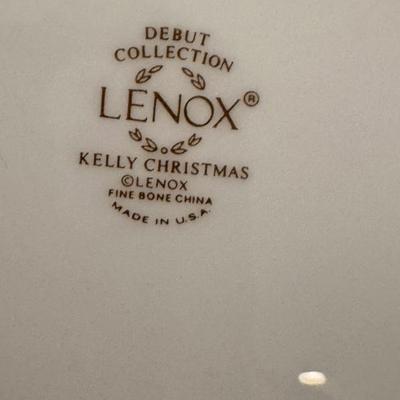 DEBUT
COLLECTION
LENOX®
KELLY CHRISTMAS
©LENOX
FINE BONE CHINA
MADE IN U.S.A.